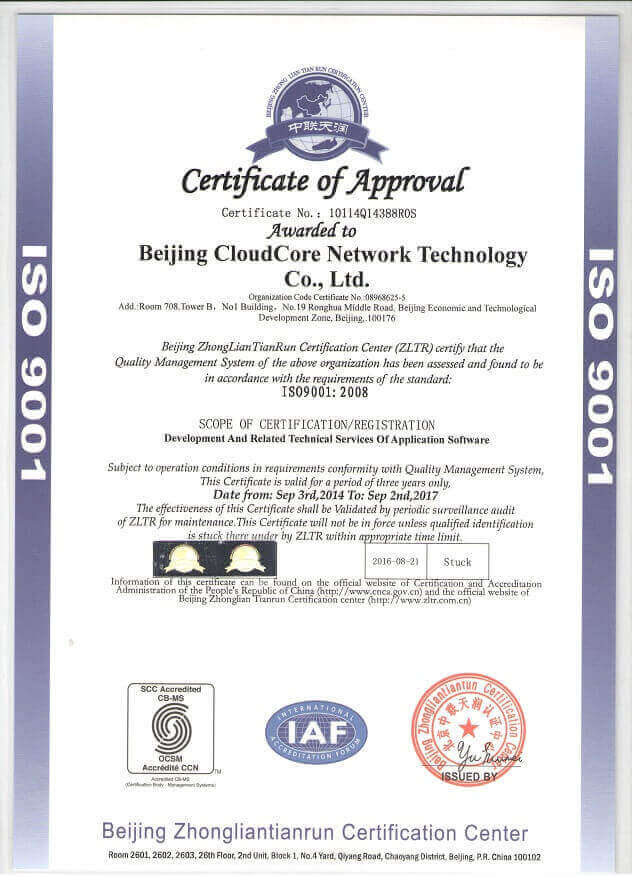 BEIJING ZHONG LIAN TIAN RUN CERTIFICATION CENTER
中联天润
Certificate of Approval
Certificate No.: 10114Q14388R0S
Awarded to
Beijing CloudCore Network Technology
Co., Ltd.
Organization Code Certificate No.:08968625-5
Add.:Room 708,Tower B, No1 Building, No.19 Ronghua Middle Road, Beijing Economic and Technological
Development Zone, Beijing,.100176
Beijing ZhongLianTianRun Certification Center (ZLTR) certify that the
Quality Management System of the above organization has been assessed and found to be
in accordance with the requirements of the standard:
ISO9001: 2008
SCOPE OF CERTIFICATION/REGISTRATION
Development And Related Technical Services Of Application Software
Subject to operation conditions in requirements conformity with Quality Management System,
This Certificate is valid for a period of three years only,
Date from: Sep 3rd,2014 To: Sep 2nd,2017
The effectiveness of this Certificate shall be Validated by periodic surveillance audit
of ZLTR for maintenance.This Certificate will not be in force unless qualified identification
is stuck there under by ZLTR within appropriate time limit.
2016-08-21 Stuck
Information of this certificate can be found on the official website of Certification and Accreditation
Administration of the People's Republic of China (http://www.cnca.gov.cn) and the official website of
Beijing Zhonglian Tianrun Certification center (http://www.zltr.com.cn)
ISO 9001
ISO 9001
SCC Accredited
CB-MS
OCSM
Accrédité CCN
TM
Accredited CB-MS
(Certification Body - Management Systems)
INTERNATIONAL
IAF
ACCREDITATION FORUM
Beijing Zhongliantianrun Certification Center
北京中联天润认证中心
ISSUED BY
Beijing Zhongliantianrun Certification Center
Room 2601, 2602, 2603, 26th Floor, 2nd Unit, Block 1, No.4 Yard, Qiyang Road, Chaoyang District, Beijing, P.R. China 100102